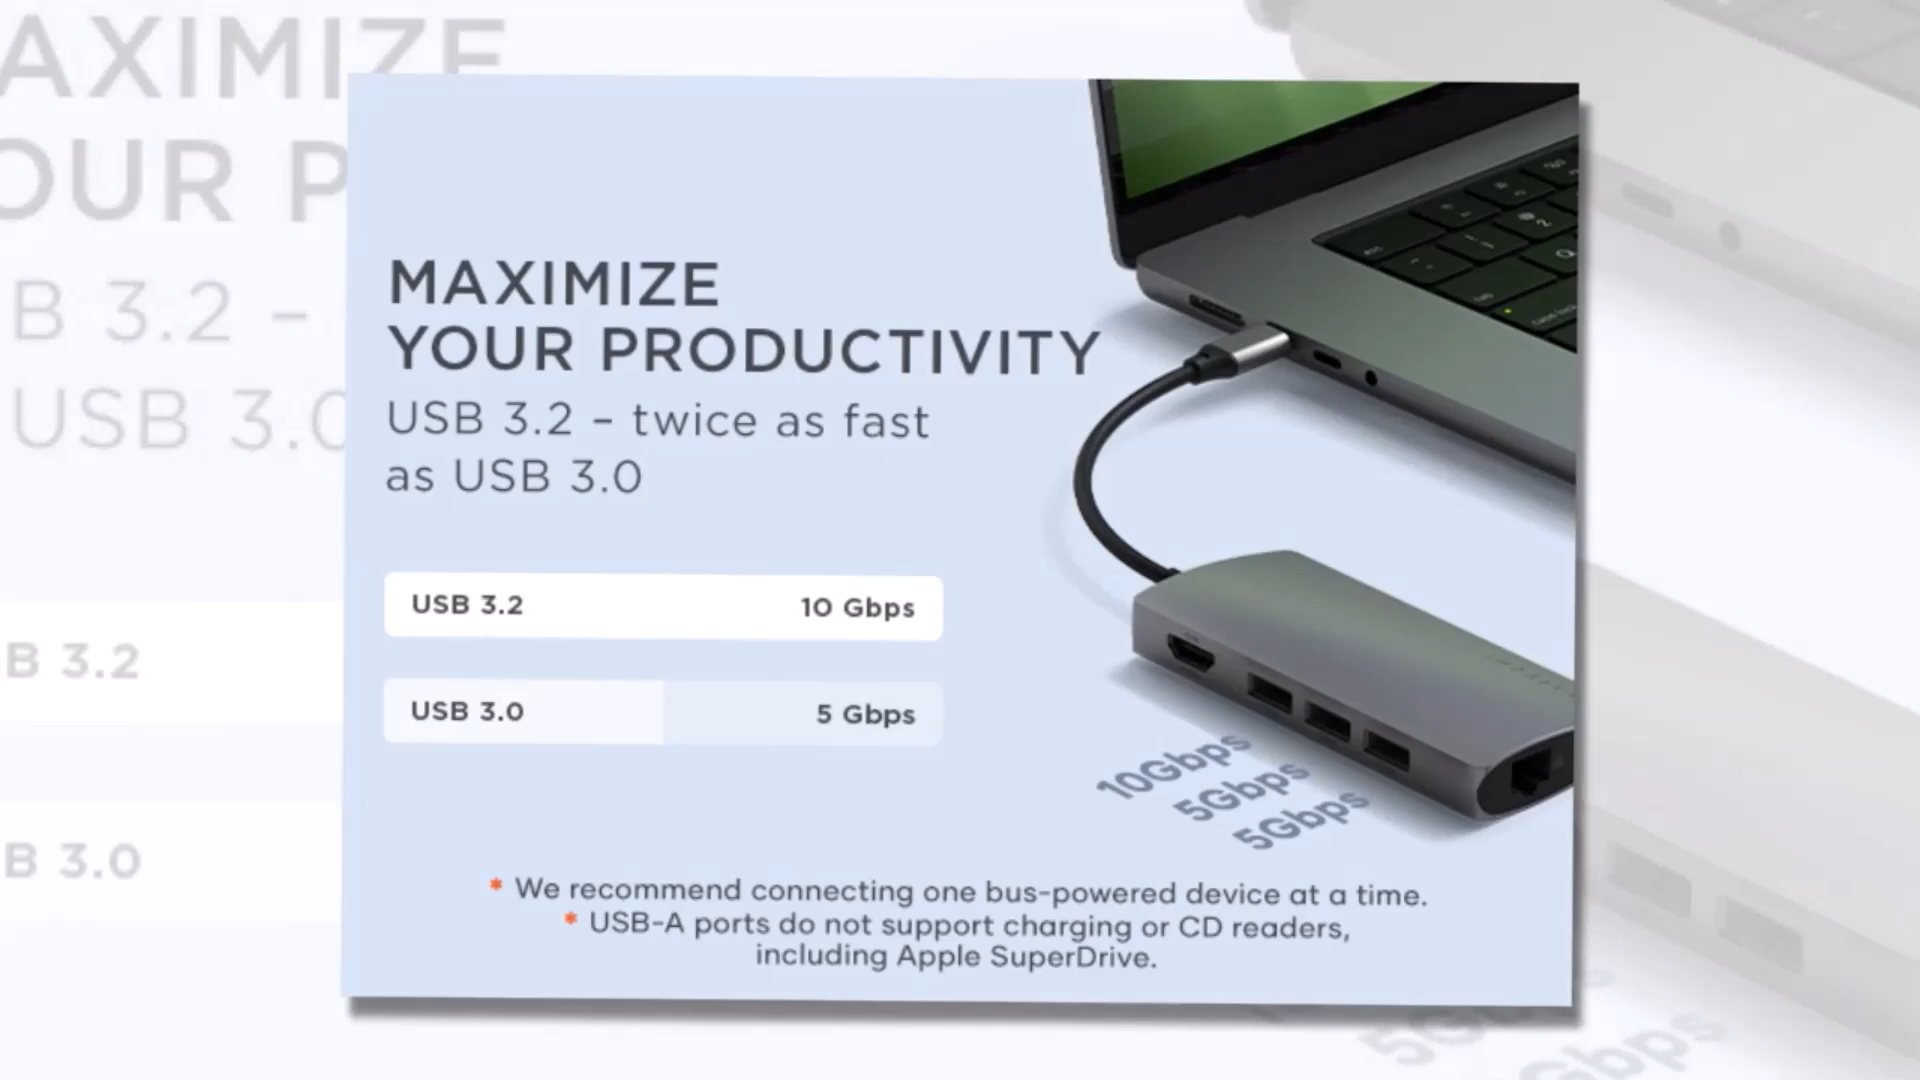 MAXIMIZE
YOUR PRODUCTIVITY
USB 3.2 – twice as fast
as USB 3.0
USB 3.2 10 Gbps
USB 3.0 5 Gbps
10Gbps
5Gbps
5Gbps
* We recommend connecting one bus-powered device at a time.
* USB-A ports do not support charging or CD readers,
including Apple SuperDrive.